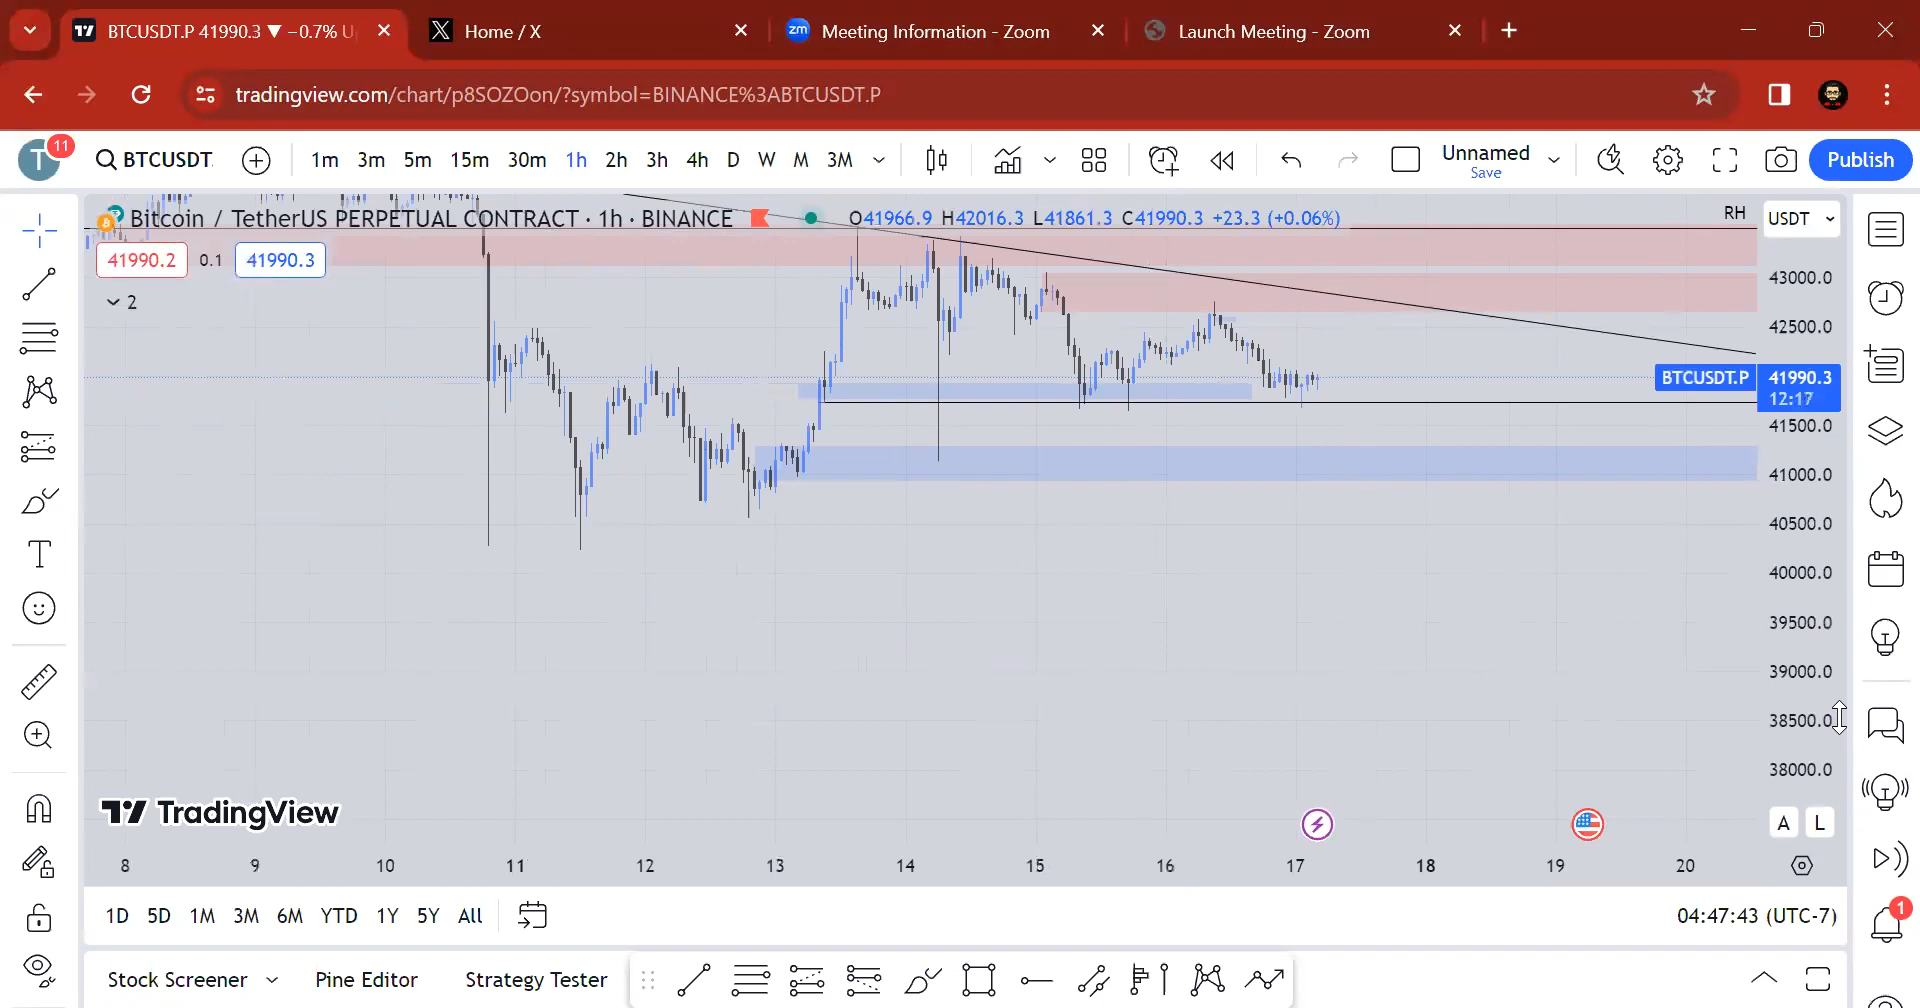 BTCUSDT.P 41990.3 ▼ −0.7% U
Home / X
zm Meeting Information - Zoom
Launch Meeting - Zoom
tradingview.com/chart/p8SOZOon/?symbol=BINANCE%3ABTCUSDT.P
T 11 BTCUSDT. 1m 3m 5m 15m 30m 1h 2h 3h 4h D W M 3M Unnamed Save Publish
Bitcoin / TetherUS PERPETUAL CONTRACT · 1h · BINANCE O41966.9 H42016.3 L41861.3 C41990.3 +23.3 (+0.06%) RH USDT
41990.2 0.1 41990.3
2
43000.0
42500.0
BTCUSDT.P 41990.3
12:17
41500.0
41000.0
40500.0
40000.0
39500.0
39000.0
38500.0
38000.0
TradingView
A L
8 9 10 11 12 13 14 15 16 17 18 19 20
1D 5D 1M 3M 6M YTD 1Y 5Y All 04:47:43 (UTC-7)
1
Stock Screener Pine Editor Strategy Tester